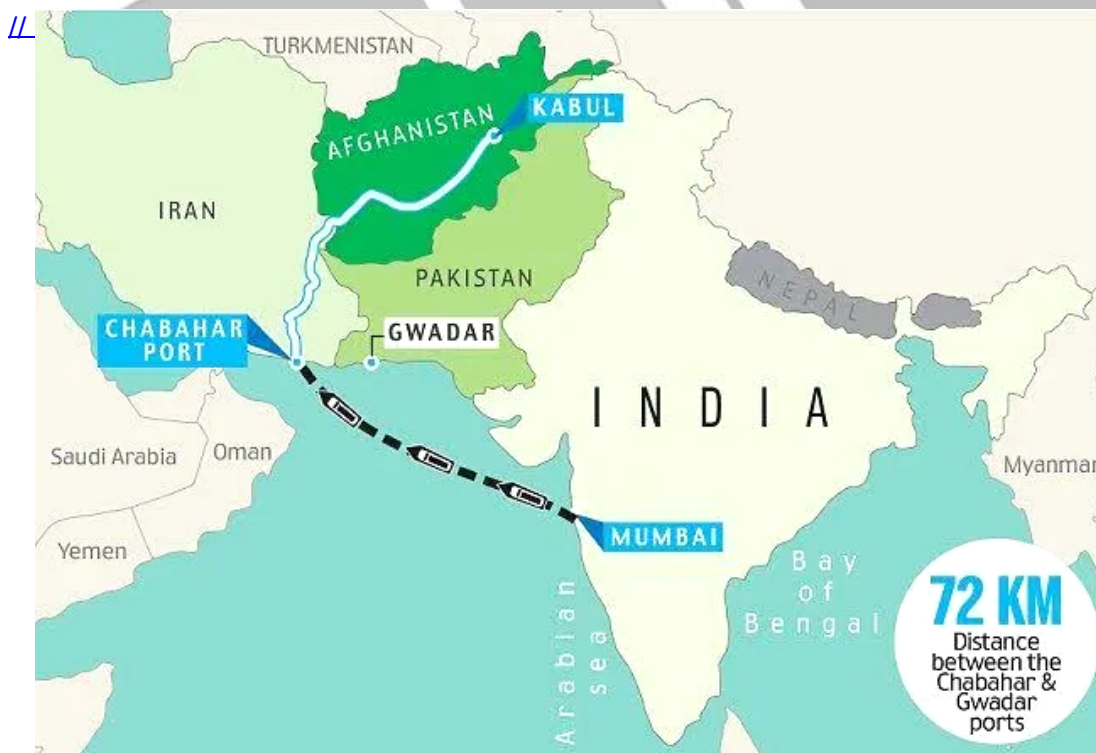 //
TURKMENISTAN
AFGHANISTAN
KABUL
IRAN
PAKISTAN
NEPAL
CHABAHAR
PORT
GWADAR
INDIA
Saudi Arabia
Oman
Myanmar
Yemen
MUMBAI
Bay
of
Bengal
Arabian
sea
72 KM
Distance
between the
Chabahar &
Gwadar
ports